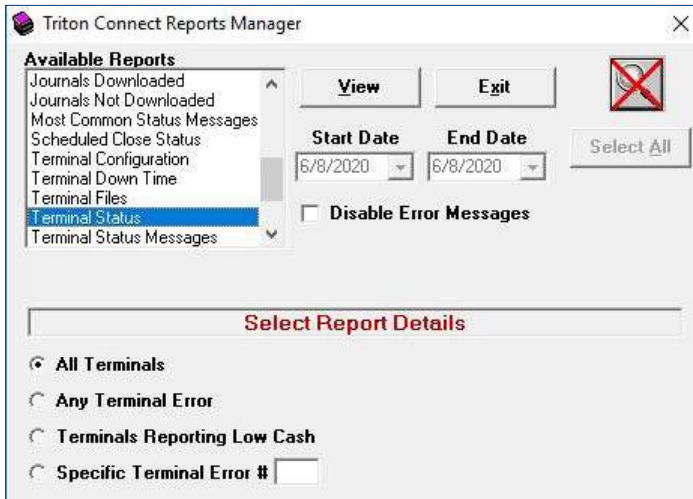 Triton Connect Reports Manager
Available Reports
Journals Downloaded
Journals Not Downloaded
Most Common Status Messages
Scheduled Close Status
Terminal Configuration
Terminal Down Time
Terminal Files
Terminal Status
Terminal Status Messages
View
Exit
Start Date
End Date
Select All
6/8/2020
6/8/2020
Disable Error Messages
Select Report Details
All Terminals
Any Terminal Error
Terminals Reporting Low Cash
Specific Terminal Error #